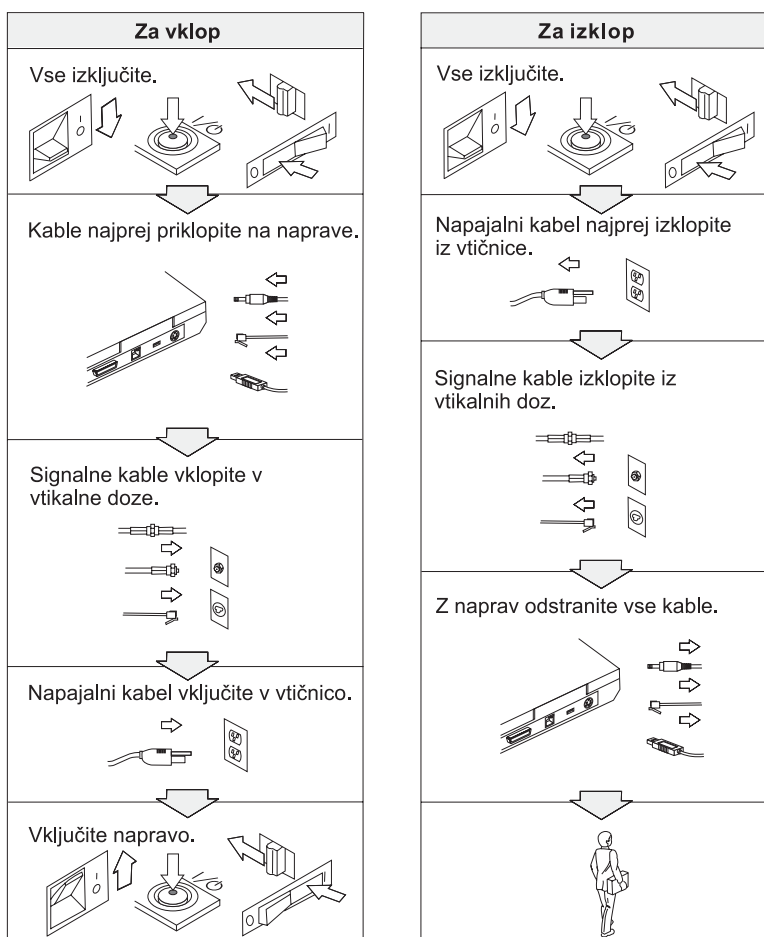 Za vklop
Vse izključite.
Kable najprej priklopite na naprave.
Signalne kable vklopite v
vtikalne doze.
Napajalni kabel vključite v vtičnico.
Vključite napravo.
Za izklop
Vse izključite.
Napajalni kabel najprej izklopite
iz vtičnice.
Signalne kable izklopite iz
vtikalnih doz.
Z naprav odstranite vse kable.